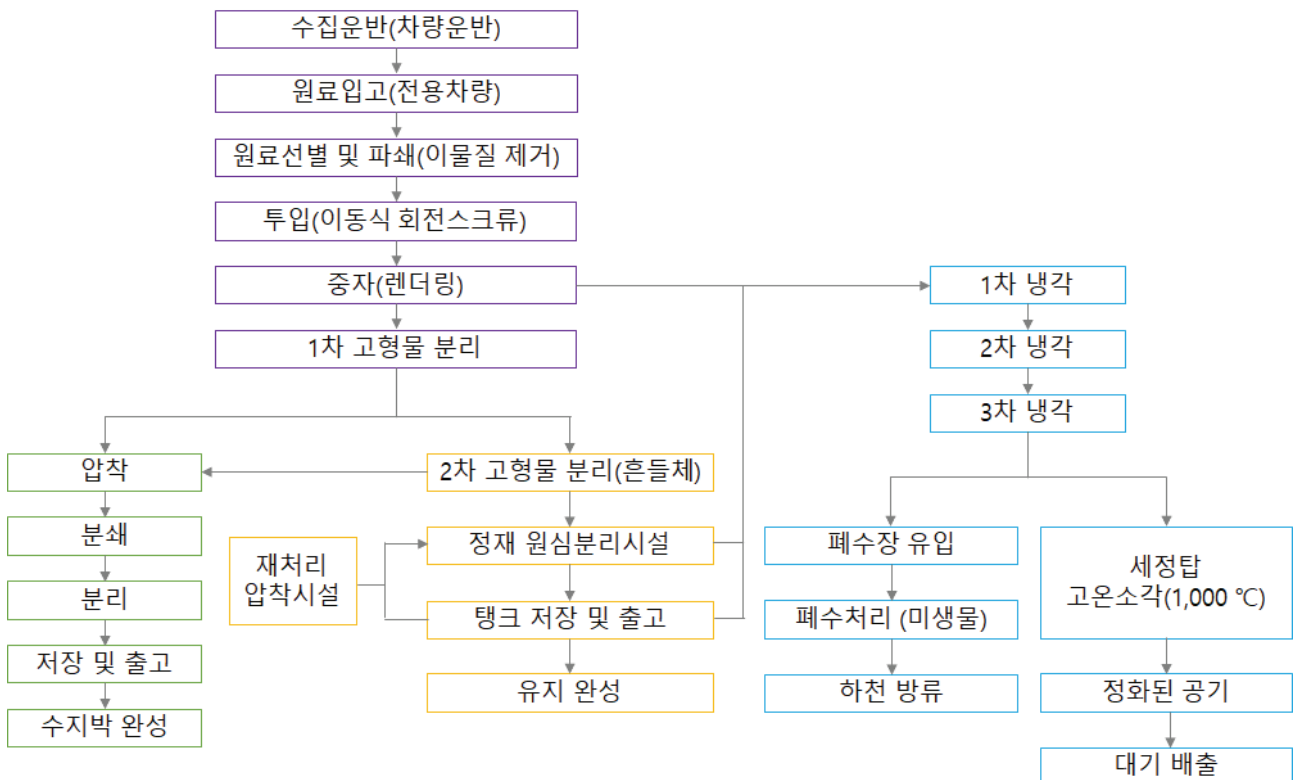 수집운반(차량운반)
원료입고(전용차량)
원료선별 및 파쇄(이물질 제거)
투입(이동식 회전스크류)
중자(렌더링)
1차 고형물 분리
압착
분쇄
분리
저장 및 출고
수지박 완성
2차 고형물 분리(흔들체)
정재 원심분리시설
탱크 저장 및 출고
유지 완성
재처리
압착시설
1차 냉각
2차 냉각
3차 냉각
폐수장 유입
폐수처리 (미생물)
하천 방류
세정탑
고온소각(1,000 ℃)
정화된 공기
대기 배출